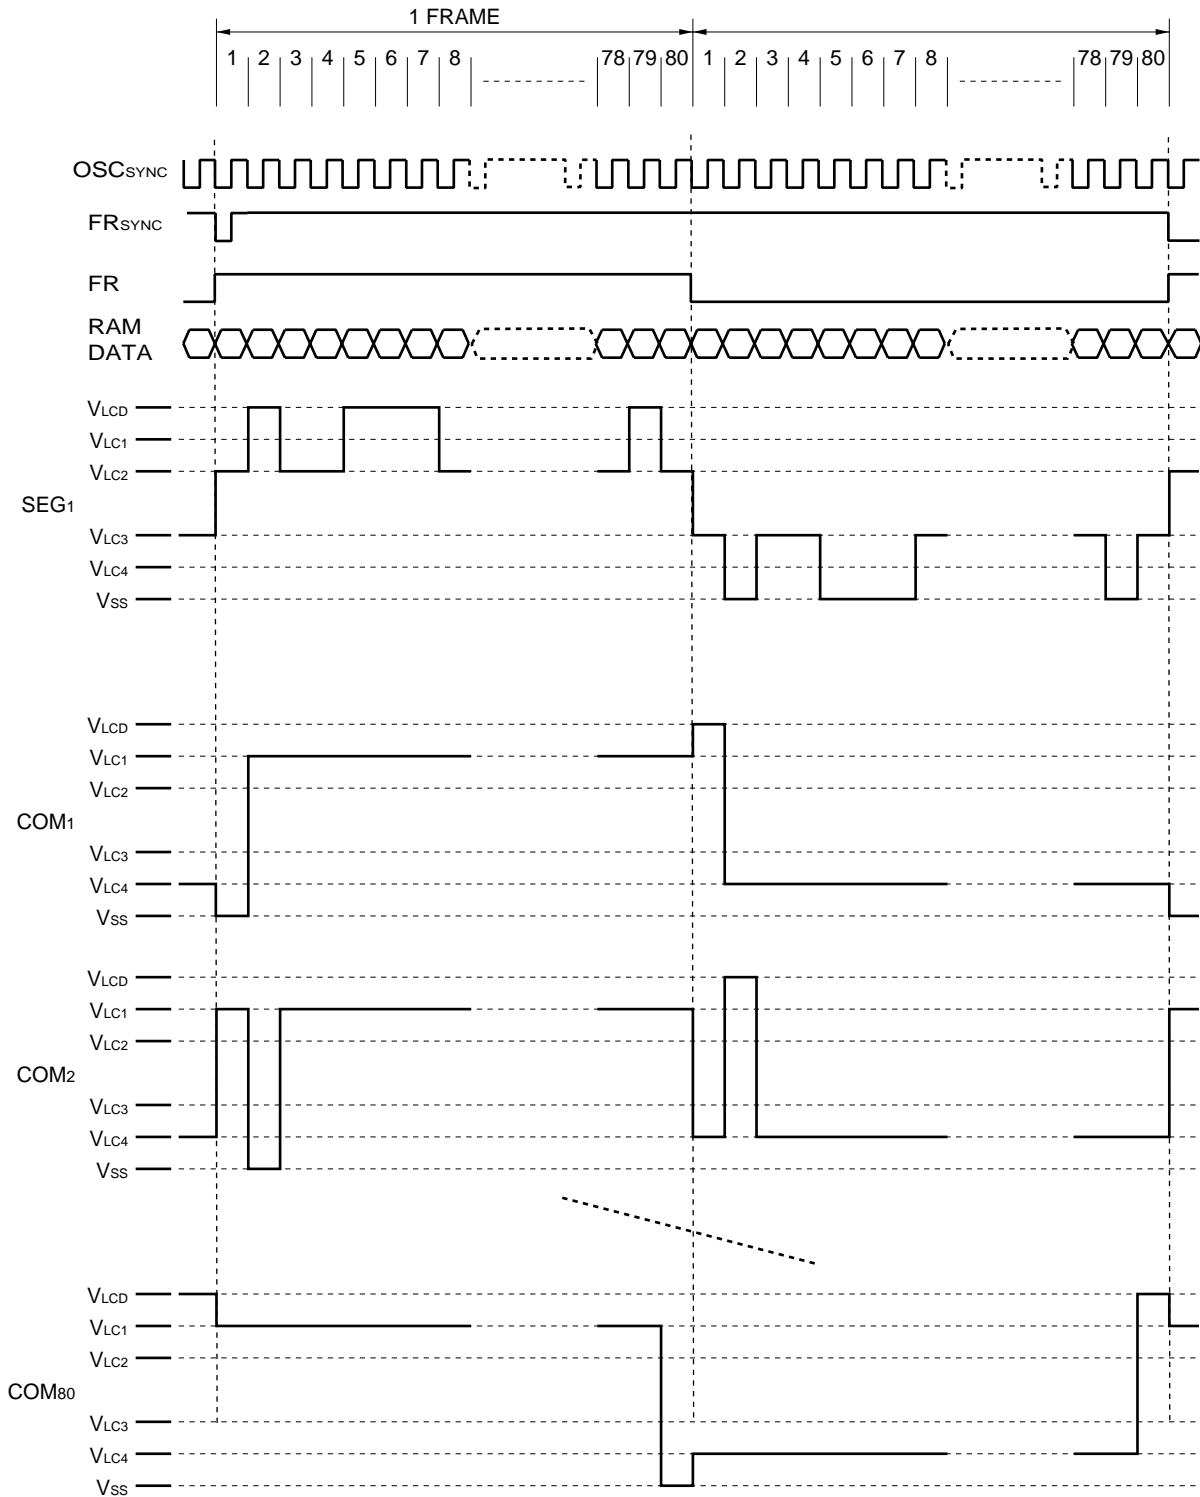 1 FRAME
1 2 3 4 5 6 7 8 78 79 80 1 2 3 4 5 6 7 8 78 79 80
OSCSYNC
FRSYNC
FR
RAM
DATA
VLCD
VLC1
VLC2
SEG1
VLC3
VLC4
VSS
VLCD
VLC1
VLC2
COM1
VLC3
VLC4
VSS
VLCD
VLC1
VLC2
COM2
VLC3
VLC4
VSS
VLCD
VLC1
VLC2
COM80
VLC3
VLC4
VSS